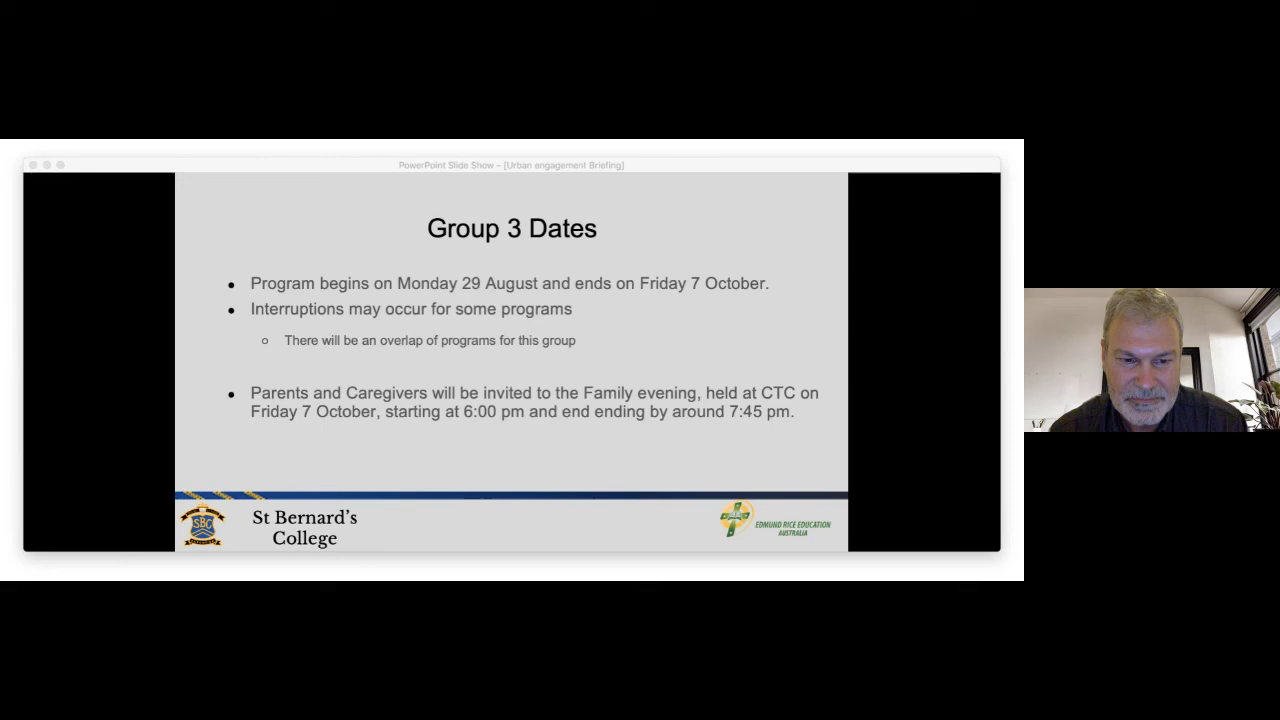 PowerPoint Slide Show – [Urban engagement Briefing]
Group 3 Dates
Program begins on Monday 29 August and ends on Friday 7 October.
Interruptions may occur for some programs
There will be an overlap of programs for this group
Parents and Caregivers will be invited to the Family evening, held at CTC on
Friday 7 October, starting at 6:00 pm and end ending by around 7:45 pm.
SBC
St Bernard's
College
EDMUND RICE EDUCATION
AUSTRALIA